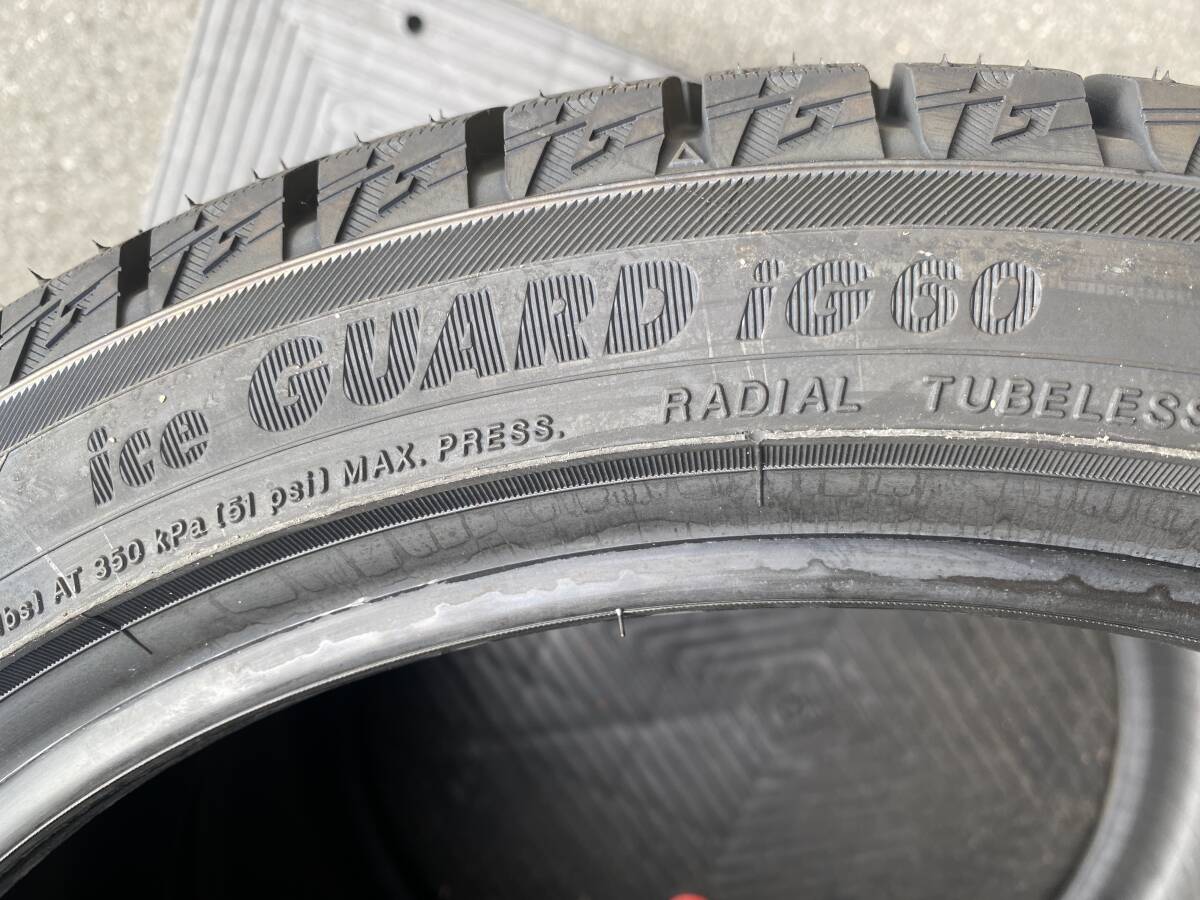 ice GUARD iG60
lbs) AT 350 kPa (51 psi) MAX. PRESS.
RADIAL TUBELESS